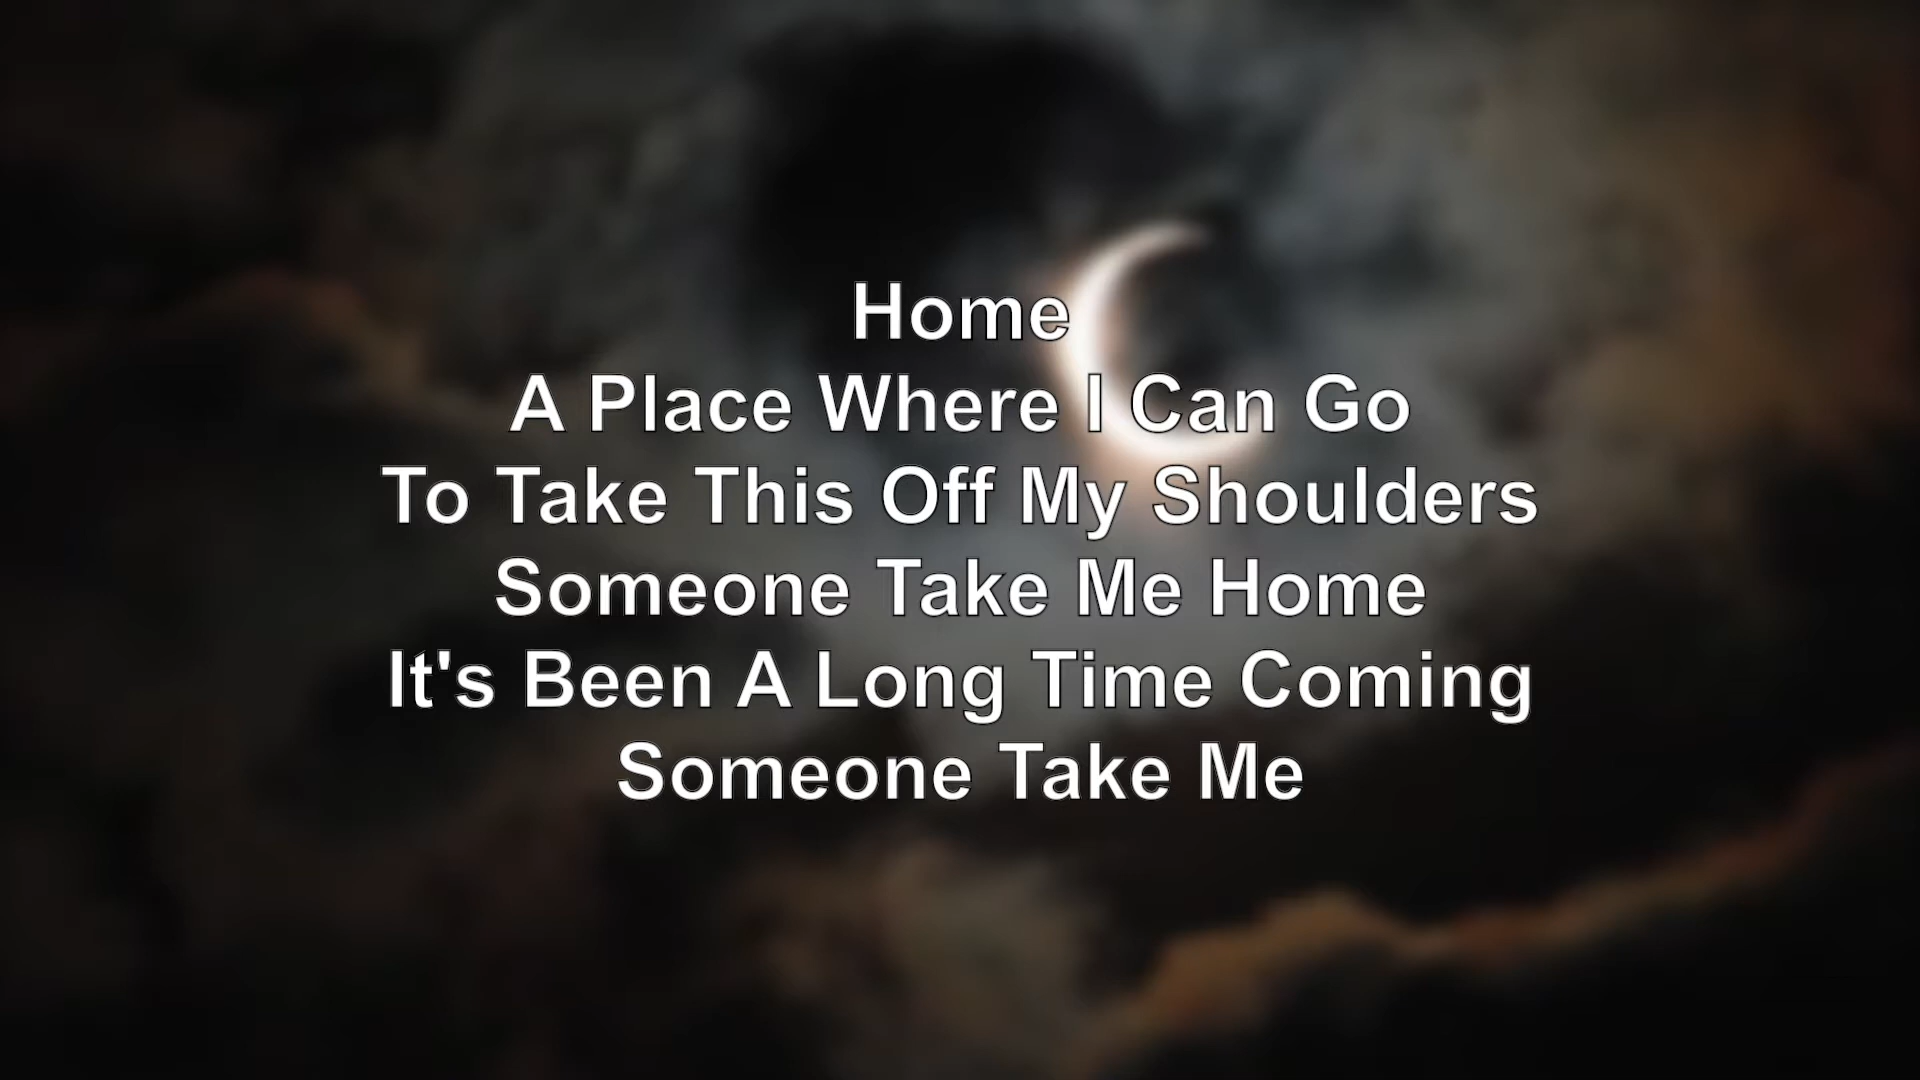 Home
A Place Where I Can Go
To Take This Off My Shoulders
Someone Take Me Home
It's Been A Long Time Coming
Someone Take Me